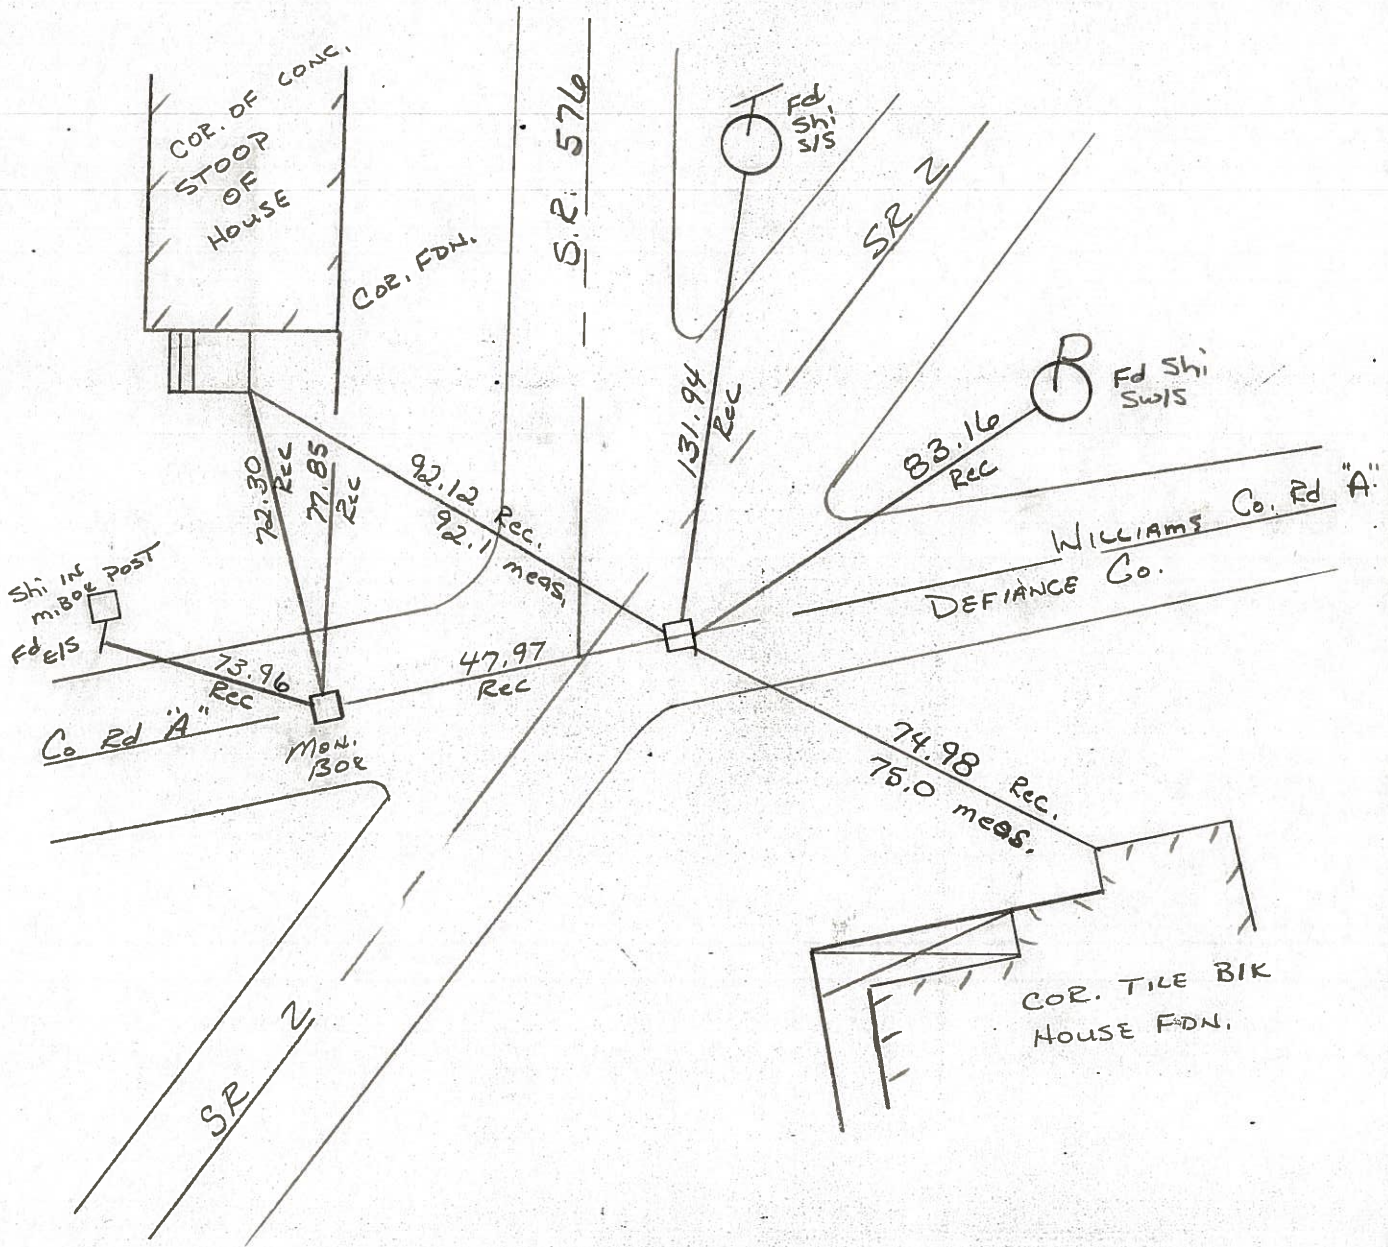 COR. OF CONC.
STOOP
OF
HOUSE
COR. FDN.
S.R. 576
Fd
Shi
S/S
SR 2
131.94
Rec
Fd Shi
SW/S
83.16
Rec
72.30
Rec
77.85
Rec
92.12 Rec.
92.1 meas.
WILLIAMS Co. Rd "A"
DEFIANCE Co.
Shi IN
m. Box POST
Fd E/S
73.96
Rec
47.97
Rec
Co Rd "A"
MON.
BOX
74.98 Rec.
75.0 meas.
COR. TILE BlK
HOUSE FDN.
SR 2